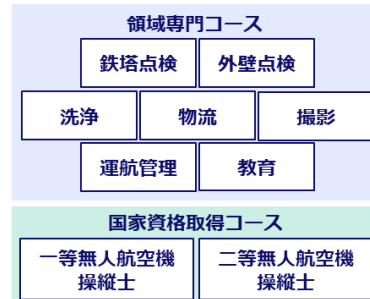 領域専門コース
鉄塔点検 外壁点検
洗浄 物流 撮影
運航管理 教育
国家資格取得コース
一等無人航空機 二等無人航空機
操縦士 操縦士